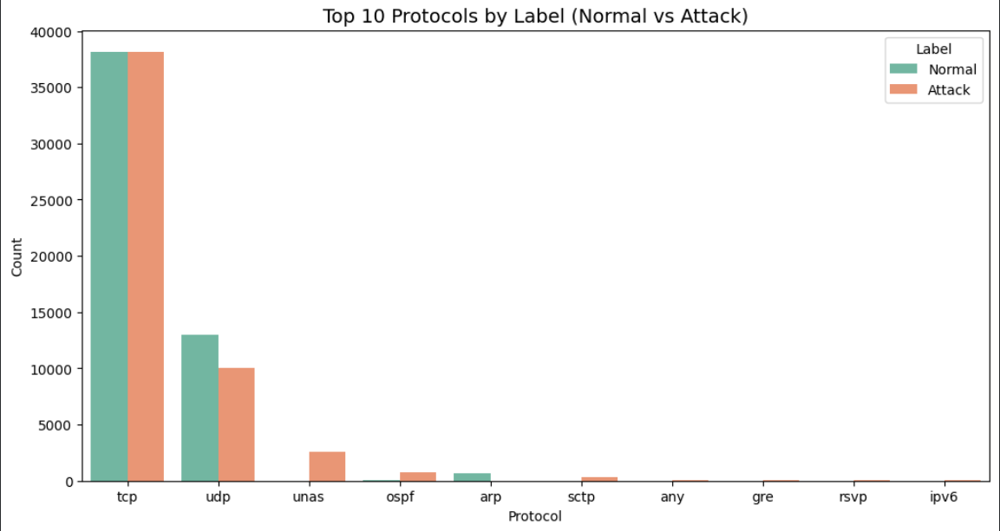 Top 10 Protocols by Label (Normal vs Attack)
Label
Normal
Attack
Count
40000
35000
30000
25000
20000
15000
10000
5000
0
tcp udp unas ospf arp sctp any gre rsvp ipv6
Protocol